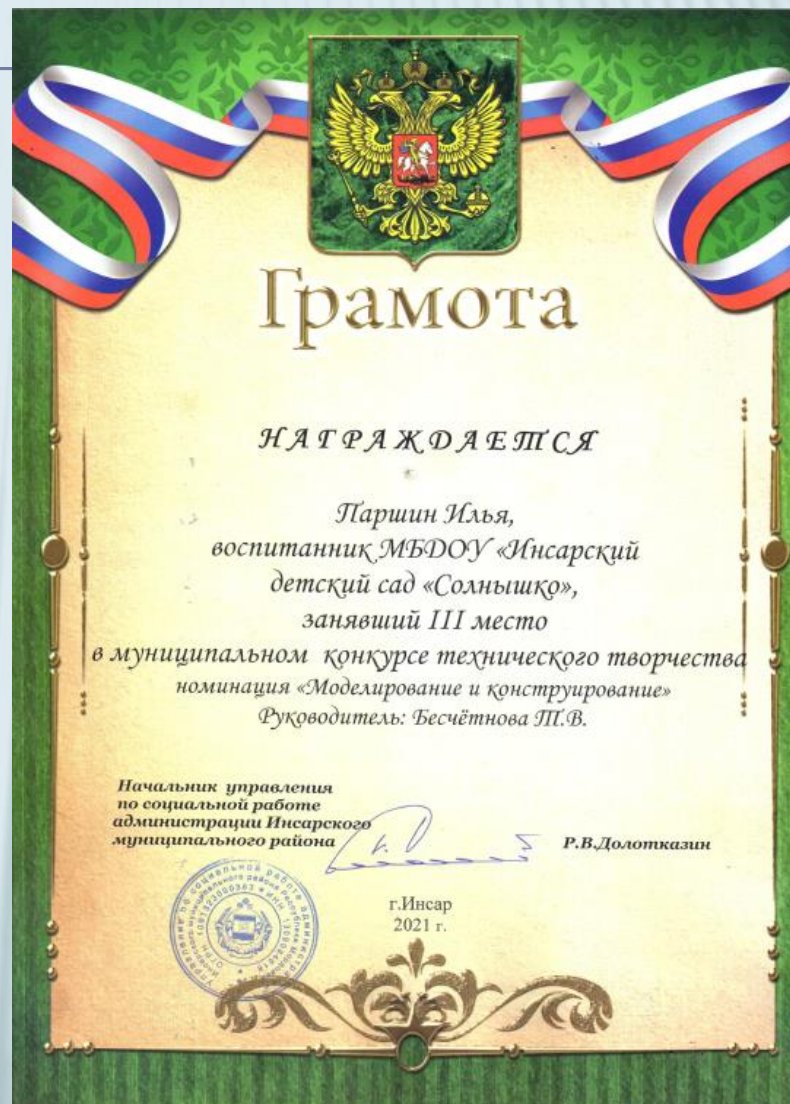 Грамота
НАГРАЖДАЕТСЯ
Паршин Илья,
воспитанник МБДОУ «Инсарский
детский сад «Солнышко»,
занявший III место
в муниципальном конкурсе технического творчества
номинация «Моделирование и конструирование»
Руководитель: Бесчётнова Т.В.
Начальник управления
по социальной работе
администрации Инсарского
муниципального района
Р.В.Долотказин
г.Инсар
2021 г.